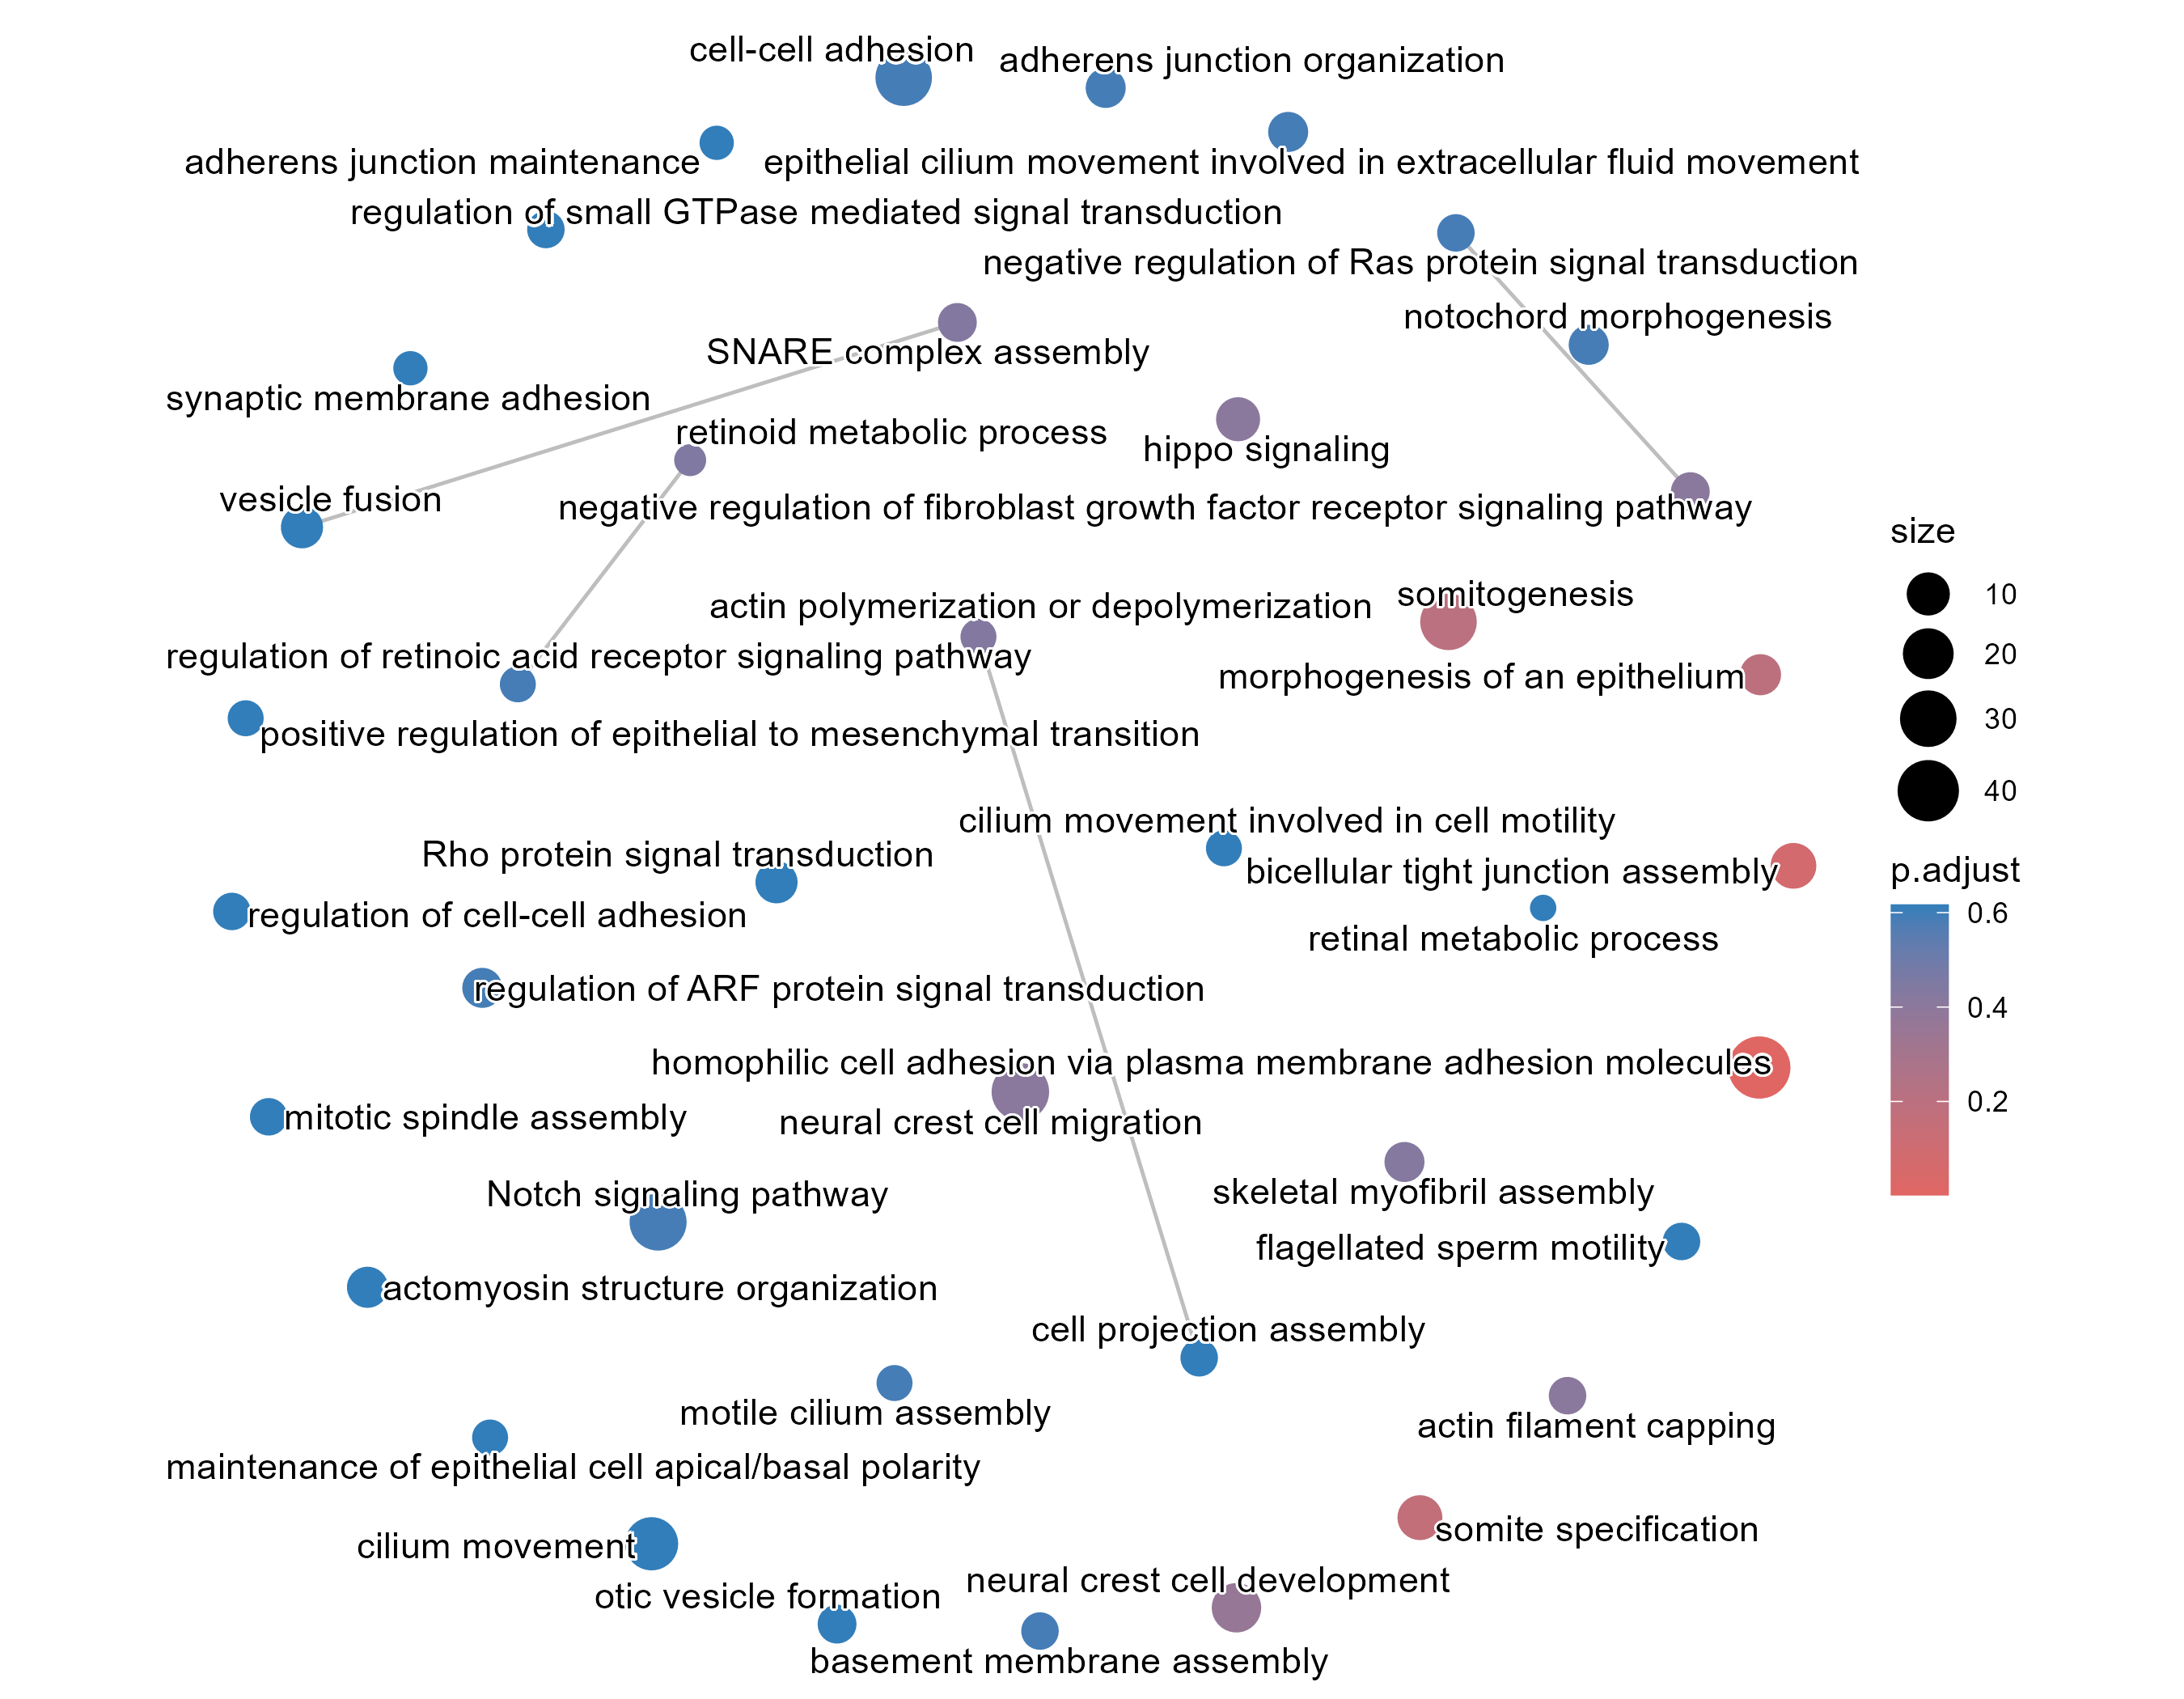 cell-cell adhesion
adherens junction organization
adherens junction maintenance
epithelial cilium movement involved in extracellular fluid movement
regulation of small GTPase mediated signal transduction
negative regulation of Ras protein signal transduction
notochord morphogenesis
SNARE complex assembly
synaptic membrane adhesion
retinoid metabolic process
hippo signaling
vesicle fusion
negative regulation of fibroblast growth factor receptor signaling pathway
actin polymerization or depolymerization
somitogenesis
regulation of retinoic acid receptor signaling pathway
morphogenesis of an epithelium
positive regulation of epithelial to mesenchymal transition
cilium movement involved in cell motility
Rho protein signal transduction
bicellular tight junction assembly
regulation of cell-cell adhesion
retinal metabolic process
regulation of ARF protein signal transduction
homophilic cell adhesion via plasma membrane adhesion molecules
mitotic spindle assembly
neural crest cell migration
Notch signaling pathway
skeletal myofibril assembly
flagellated sperm motility
actomyosin structure organization
cell projection assembly
motile cilium assembly
actin filament capping
maintenance of epithelial cell apical/basal polarity
somite specification
cilium movement
neural crest cell development
otic vesicle formation
basement membrane assembly
size
10
20
30
40
p.adjust
0.6
0.4
0.2